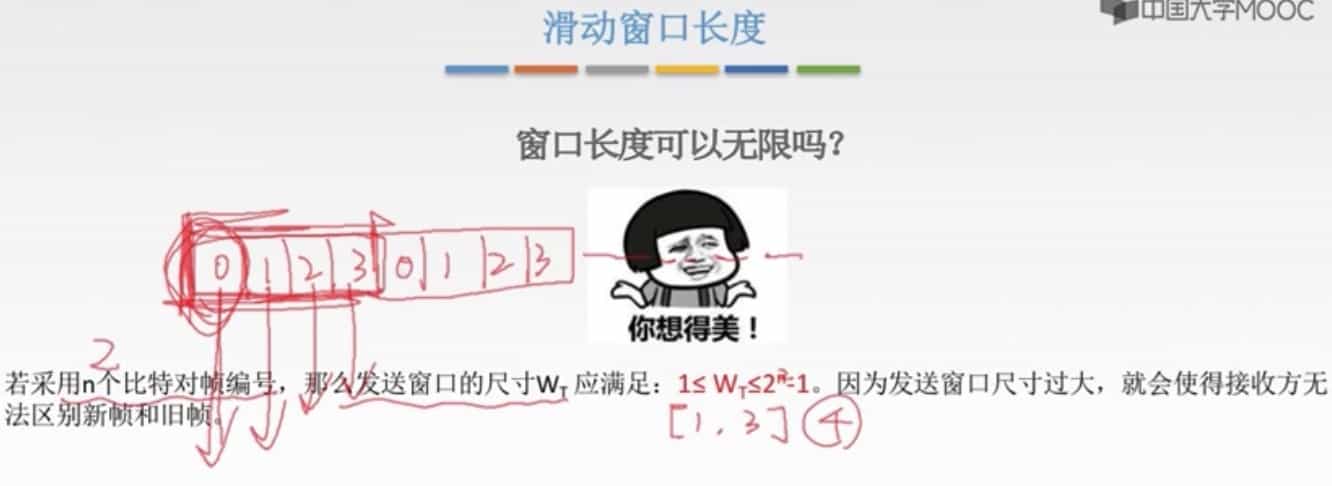 中国大学MOOC
滑动窗口长度
窗口长度可以无限吗？
0 1 2 3 0 1 2 3
你想得美！
2
若采用n个比特对帧编号，那么发送窗口的尺寸W_T 应满足：1≤ W_T≤2^n-1。因为发送窗口尺寸过大，就会使得接收方无
法区别新帧和旧帧。
[1, 3] 4